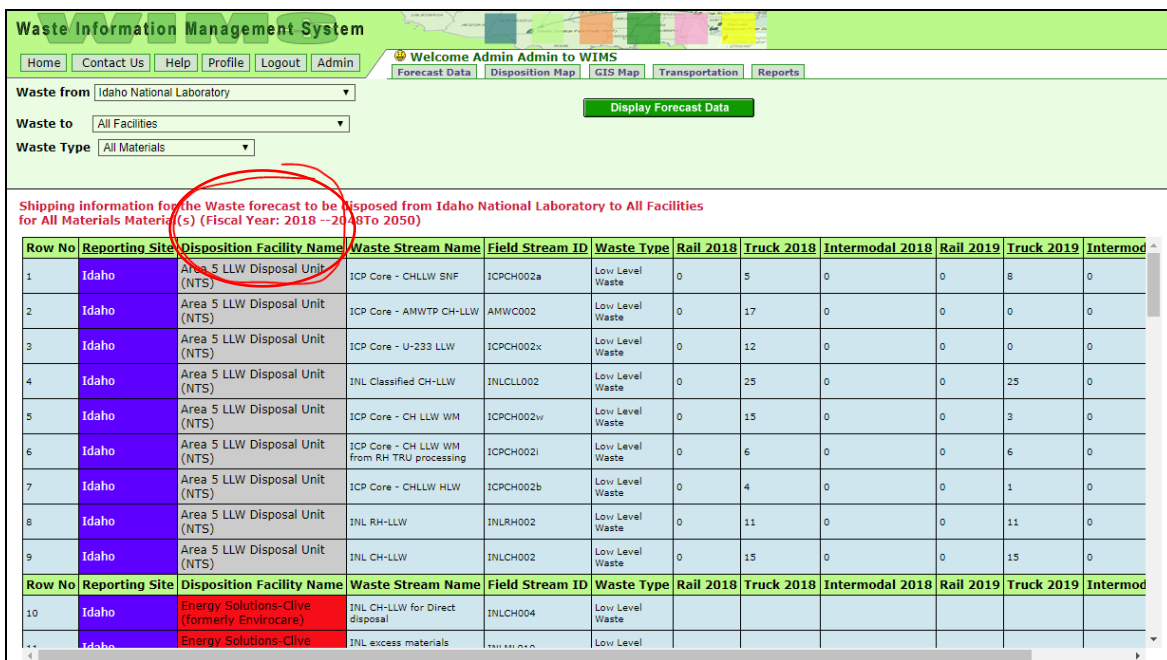 Waste Information Management System
Home Contact Us Help Profile Logout Admin
Welcome Admin Admin to WIMS
Forecast Data Disposition Map GIS Map Transportation Reports
Waste from Idaho National Laboratory
Display Forecast Data
Waste to All Facilities
Waste Type All Materials
Shipping information for the Waste forecast to be disposed from Idaho National Laboratory to All Facilities
for All Materials Material(s) (Fiscal Year: 2018 --2048To 2050)
Row No Reporting Site Disposition Facility Name Waste Stream Name Field Stream ID Waste Type Rail 2018 Truck 2018 Intermodal 2018 Rail 2019 Truck 2019 Intermod
1 Idaho Area 5 LLW Disposal Unit (NTS) ICP Core - CHLLW SNF ICPCH002a Low Level Waste 0 5 0 0 8 0
2 Idaho Area 5 LLW Disposal Unit (NTS) ICP Core - AMWTP CH-LLW AMWC002 Low Level Waste 0 17 0 0 0 0
3 Idaho Area 5 LLW Disposal Unit (NTS) ICP Core - U-233 LLW ICPCH002x Low Level Waste 0 12 0 0 0 0
4 Idaho Area 5 LLW Disposal Unit (NTS) INL Classified CH-LLW INLCLL002 Low Level Waste 0 25 0 0 25 0
5 Idaho Area 5 LLW Disposal Unit (NTS) ICP Core - CH LLW WM ICPCH002w Low Level Waste 0 15 0 0 3 0
6 Idaho Area 5 LLW Disposal Unit (NTS) ICP Core - CH LLW WM from RH TRU processing ICPCH002i Low Level Waste 0 6 0 0 6 0
7 Idaho Area 5 LLW Disposal Unit (NTS) ICP Core - CHLLW HLW ICPCH002b Low Level Waste 0 4 0 0 1 0
8 Idaho Area 5 LLW Disposal Unit (NTS) INL RH-LLW INLRH002 Low Level Waste 0 11 0 0 11 0
9 Idaho Area 5 LLW Disposal Unit (NTS) INL CH-LLW INLCH002 Low Level Waste 0 15 0 0 15 0
Row No Reporting Site Disposition Facility Name Waste Stream Name Field Stream ID Waste Type Rail 2018 Truck 2018 Intermodal 2018 Rail 2019 Truck 2019 Intermod
10 Idaho Energy Solutions-Clive (formerly Envirocare) INL CH-LLW for Direct disposal INLCH004 Low Level Waste
11 Idaho Energy Solutions-Clive INL excess materials Low Level